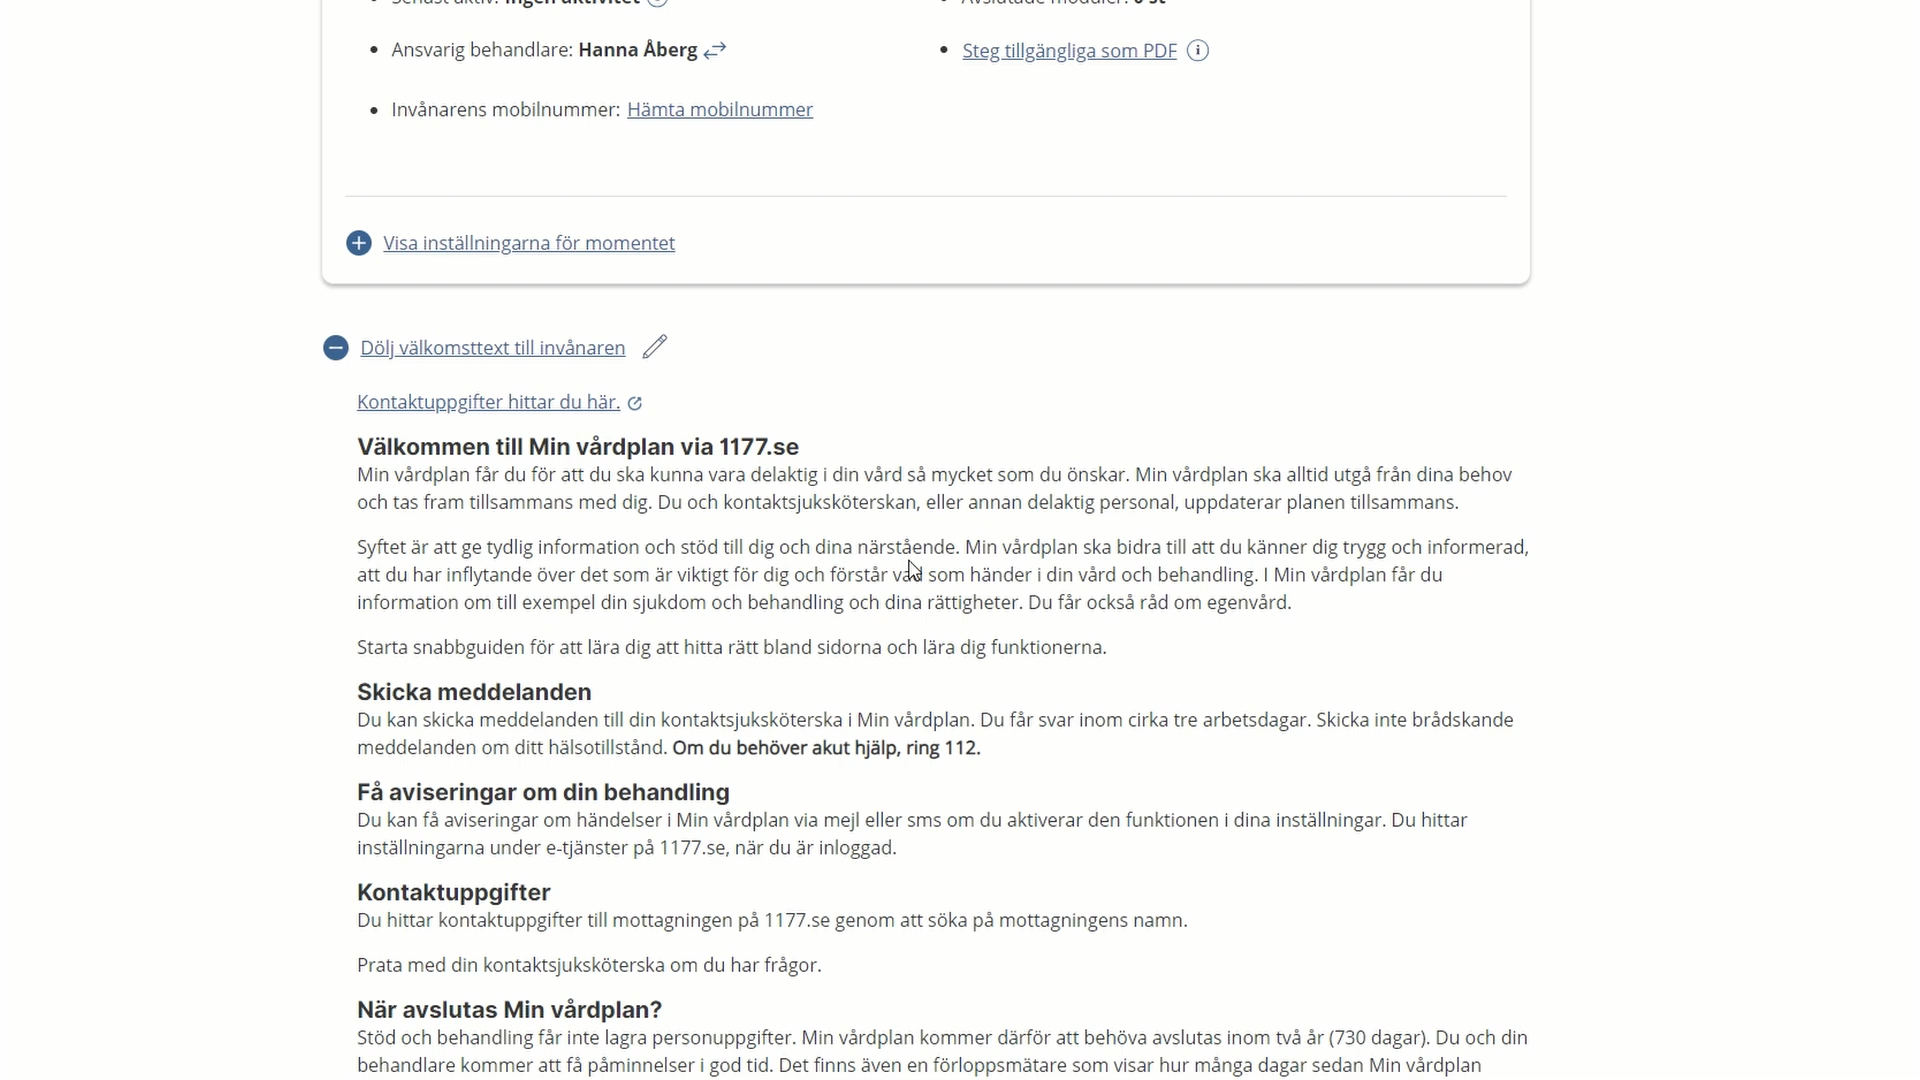 Senast aktiv: Ingen aktivitet
Avslutade moduler: 0 st
Ansvarig behandlare: Hanna Åberg
Steg tillgängliga som PDF
Invånarens mobilnummer: Hämta mobilnummer
Visa inställningarna för momentet
Dölj välkomsttext till invånaren
Kontaktuppgifter hittar du här.
Välkommen till Min vårdplan via 1177.se
Min vårdplan får du för att du ska kunna vara delaktig i din vård så mycket som du önskar. Min vårdplan ska alltid utgå från dina behov
och tas fram tillsammans med dig. Du och kontaktsjuksköterskan, eller annan delaktig personal, uppdaterar planen tillsammans.
Syftet är att ge tydlig information och stöd till dig och dina närstående. Min vårdplan ska bidra till att du känner dig trygg och informerad,
att du har inflytande över det som är viktigt för dig och förstår vad som händer i din vård och behandling. I Min vårdplan får du
information om till exempel din sjukdom och behandling och dina rättigheter. Du får också råd om egenvård.
Starta snabbguiden för att lära dig att hitta rätt bland sidorna och lära dig funktionerna.
Skicka meddelanden
Du kan skicka meddelanden till din kontaktsjuksköterska i Min vårdplan. Du får svar inom cirka tre arbetsdagar. Skicka inte brådskande
meddelanden om ditt hälsotillstånd. Om du behöver akut hjälp, ring 112.
Få aviseringar om din behandling
Du kan få aviseringar om händelser i Min vårdplan via mejl eller sms om du aktiverar den funktionen i dina inställningar. Du hittar
inställningarna under e-tjänster på 1177.se, när du är inloggad.
Kontaktuppgifter
Du hittar kontaktuppgifter till mottagningen på 1177.se genom att söka på mottagningens namn.
Prata med din kontaktsjuksköterska om du har frågor.
När avslutas Min vårdplan?
Stöd och behandling får inte lagra personuppgifter. Min vårdplan kommer därför att behöva avslutas inom två år (730 dagar). Du och din
behandlare kommer att få påminnelser i god tid. Det finns även en förloppsmätare som visar hur många dagar sedan Min vårdplan